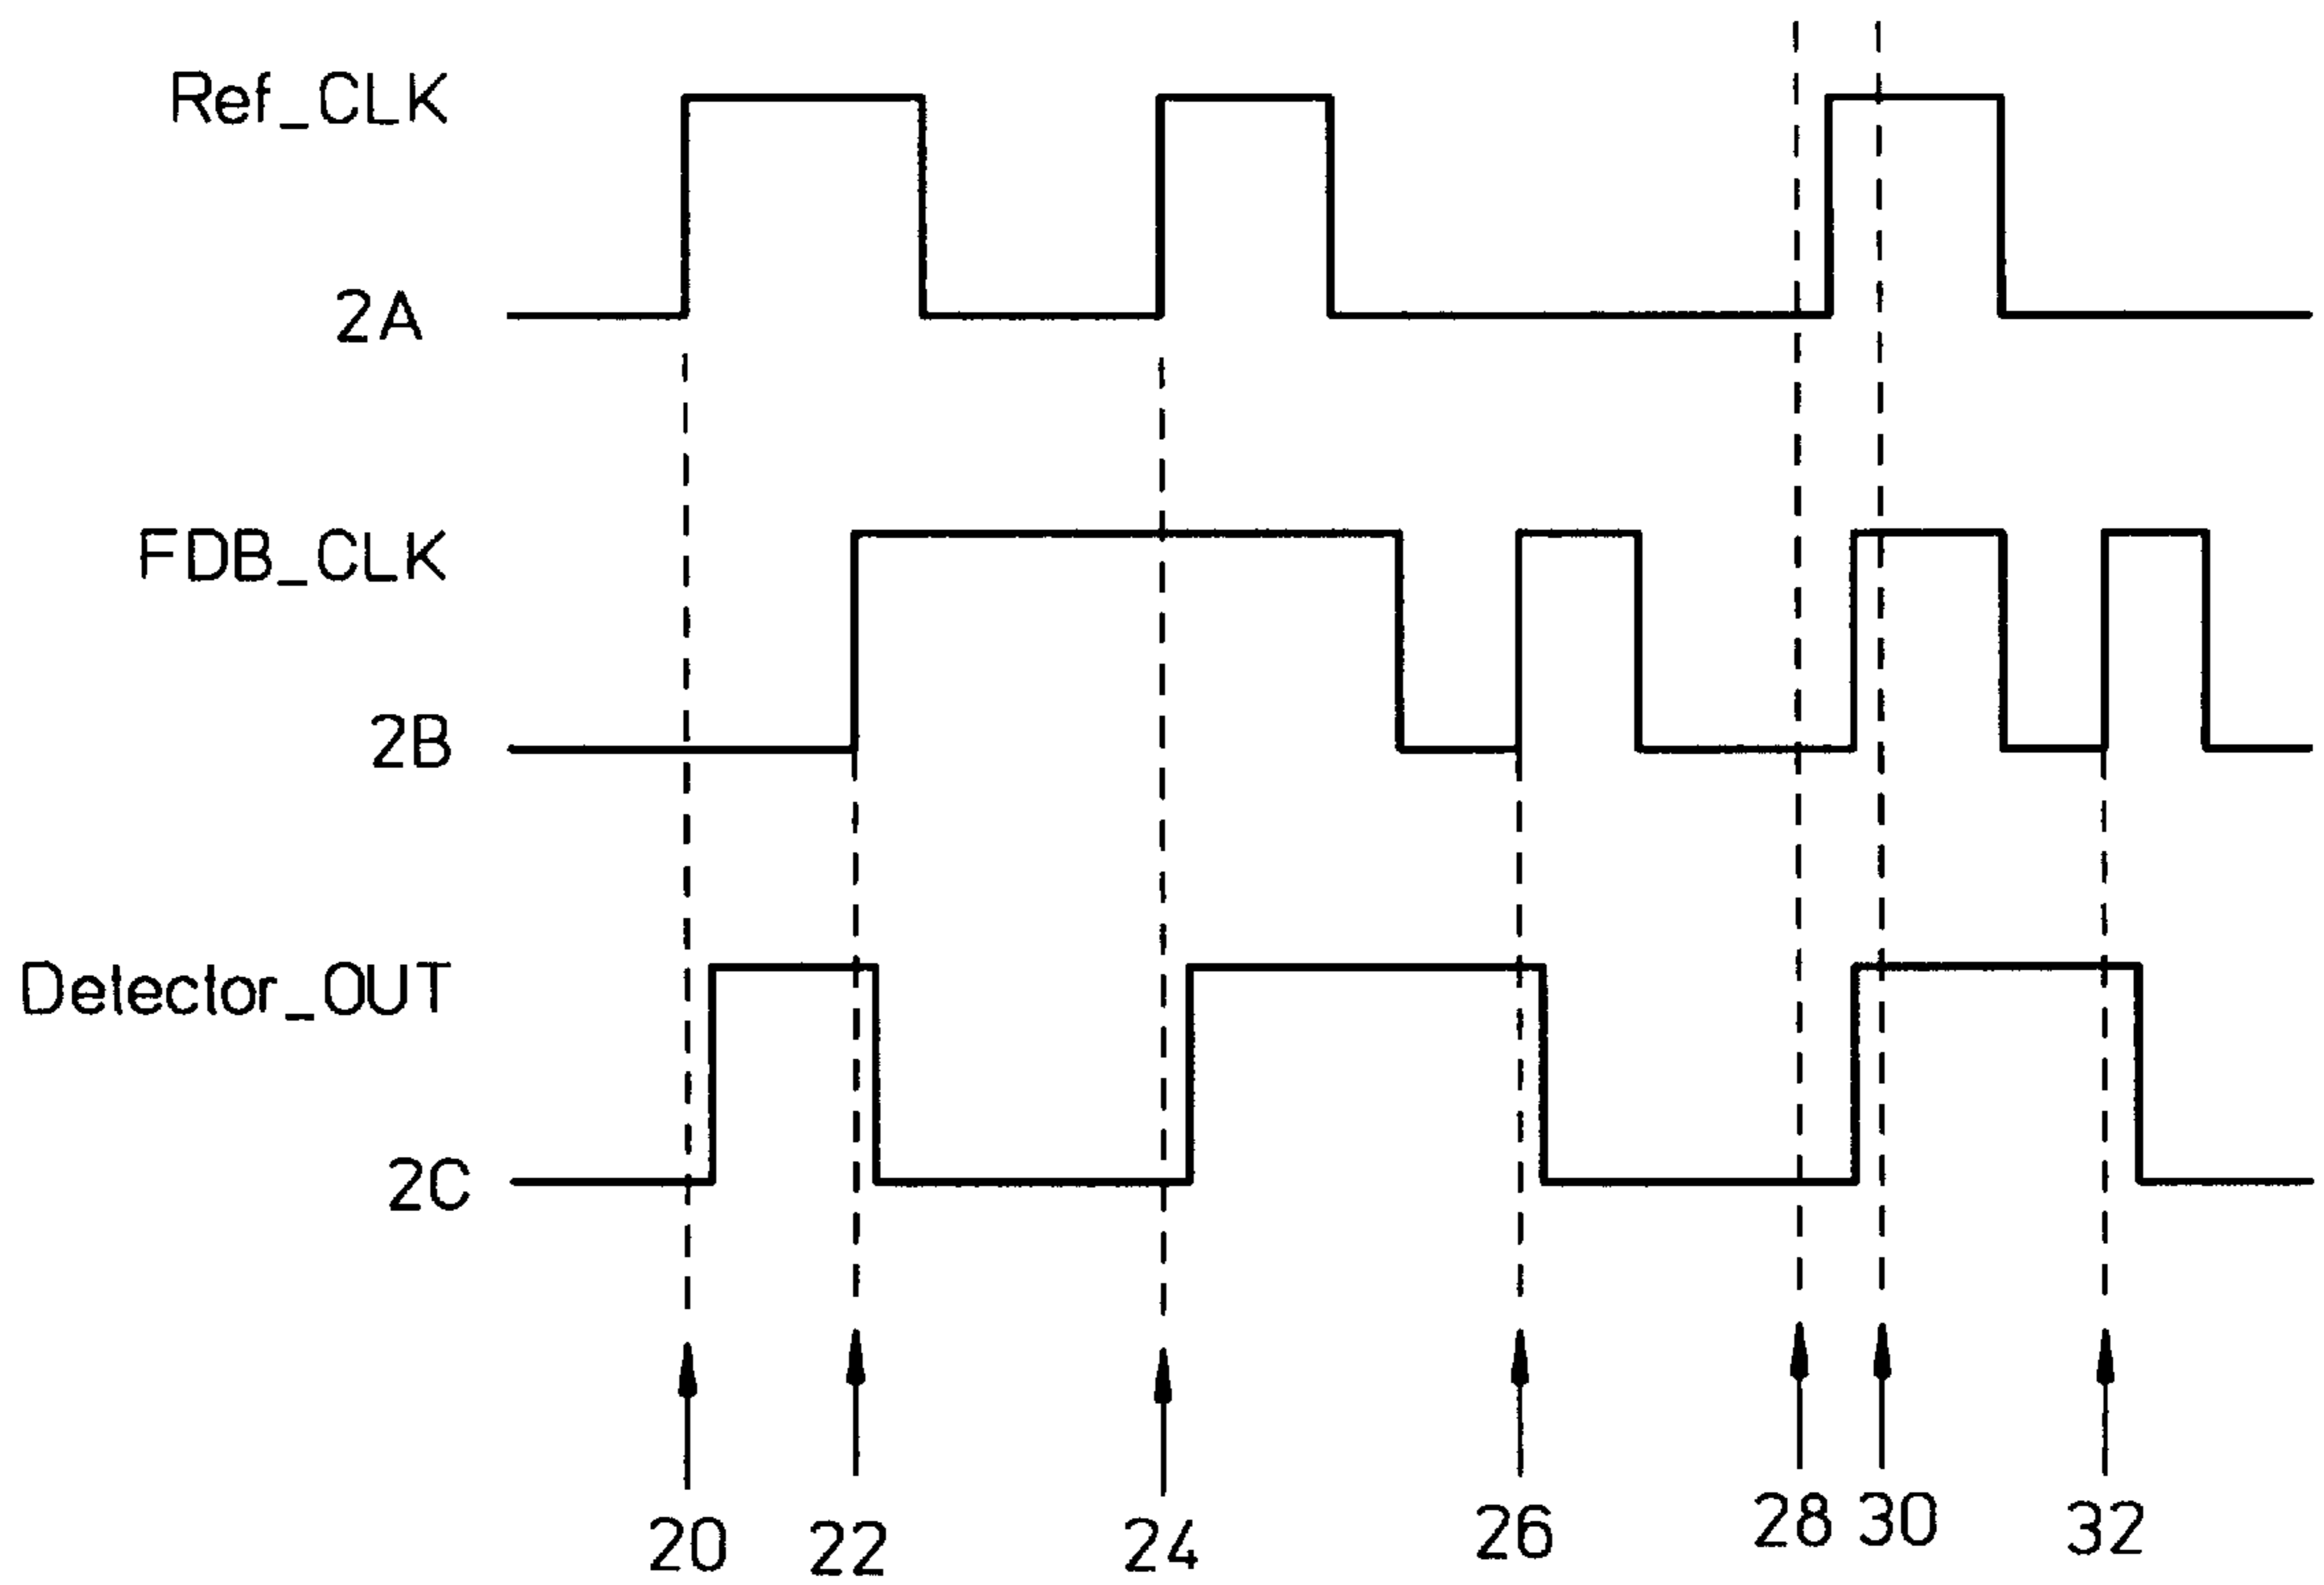 Ref_CLK
2A
FDB_CLK
2B
Detector_OUT
2C
20 22 24 26 28 30 32